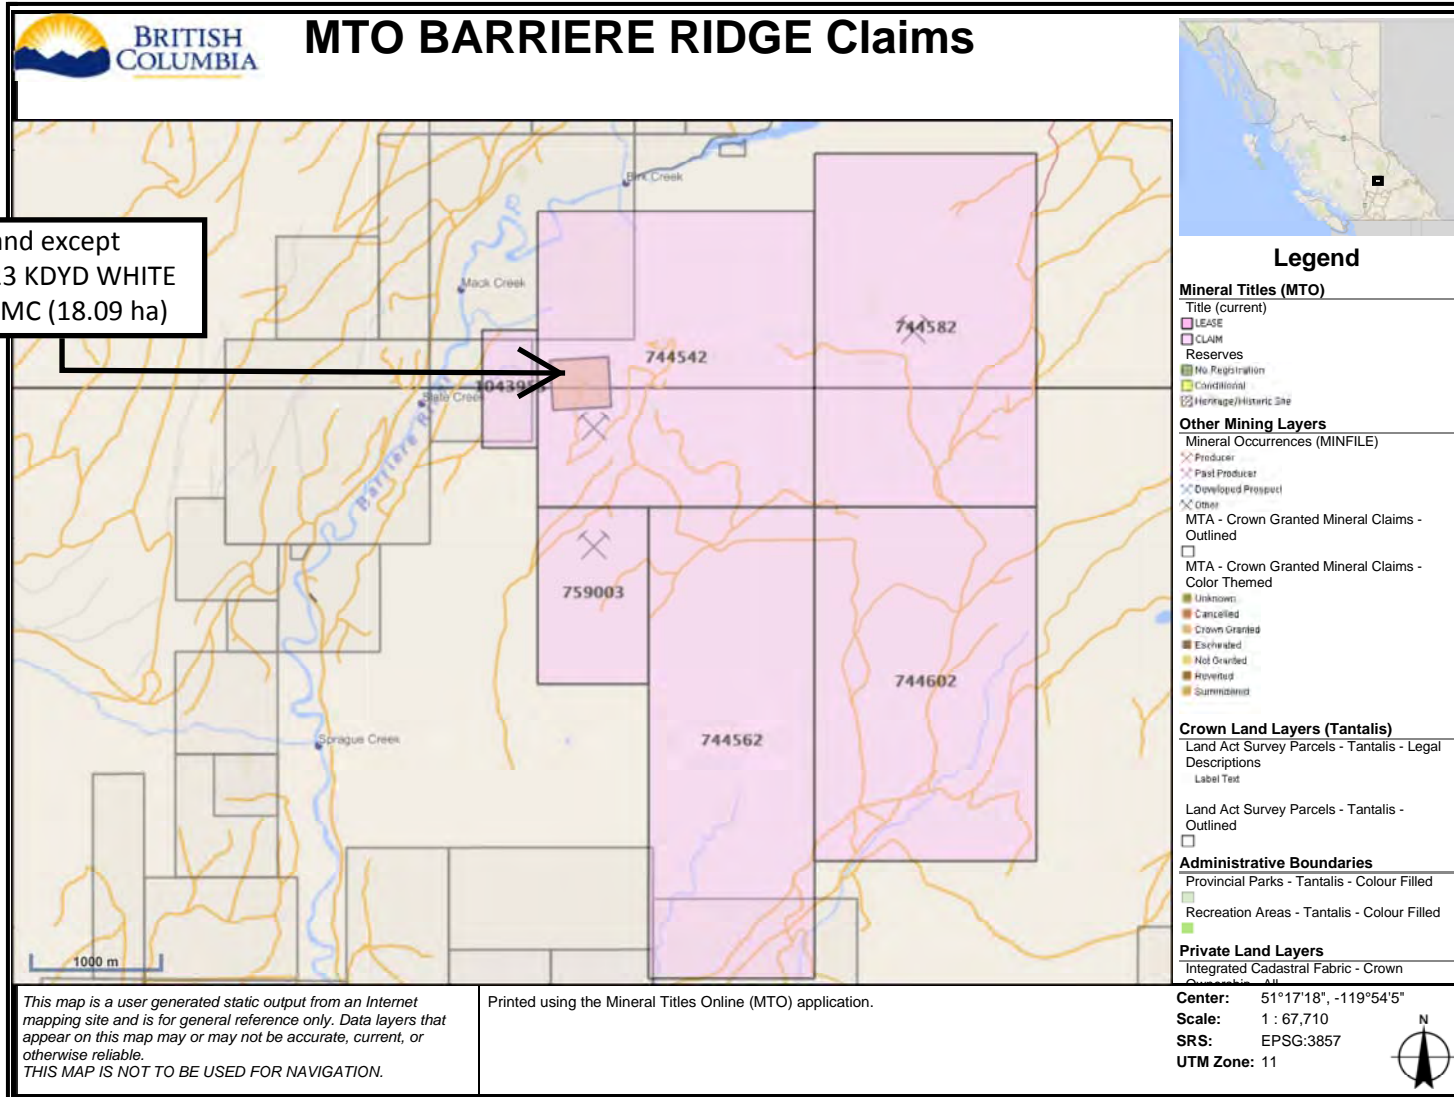 BRITISH
COLUMBIA
MTO BARRIERE RIDGE Claims
and except
3 KDYD WHITE
MC (18.09 ha)
Birk Creek
Mack Creek
744582
744542
10439
Slate Creek
Barriere
759003
744602
744562
Sprague Creek
1000 m
Legend
Mineral Titles (MTO)
Title (current)
LEASE
CLAIM
Reserves
No Registration
Conditional
Heritage/Historic Site
Other Mining Layers
Mineral Occurrences (MINFILE)
Producer
Past Producer
Developed Prospect
Other
MTA - Crown Granted Mineral Claims -
Outlined
MTA - Crown Granted Mineral Claims -
Color Themed
Unknown
Cancelled
Crown Granted
Escheated
Not Granted
Reverted
Surrendered
Crown Land Layers (Tantalis)
Land Act Survey Parcels - Tantalis - Legal
Descriptions
Label Text
Land Act Survey Parcels - Tantalis -
Outlined
Administrative Boundaries
Provincial Parks - Tantalis - Colour Filled
Recreation Areas - Tantalis - Colour Filled
Private Land Layers
Integrated Cadastral Fabric - Crown
This map is a user generated static output from an Internet
mapping site and is for general reference only. Data layers that
appear on this map may or may not be accurate, current, or
otherwise reliable.
THIS MAP IS NOT TO BE USED FOR NAVIGATION.
Printed using the Mineral Titles Online (MTO) application.
Center: 51°17'18", -119°54'5"
Scale: 1 : 67,710
SRS: EPSG:3857
UTM Zone: 11
N